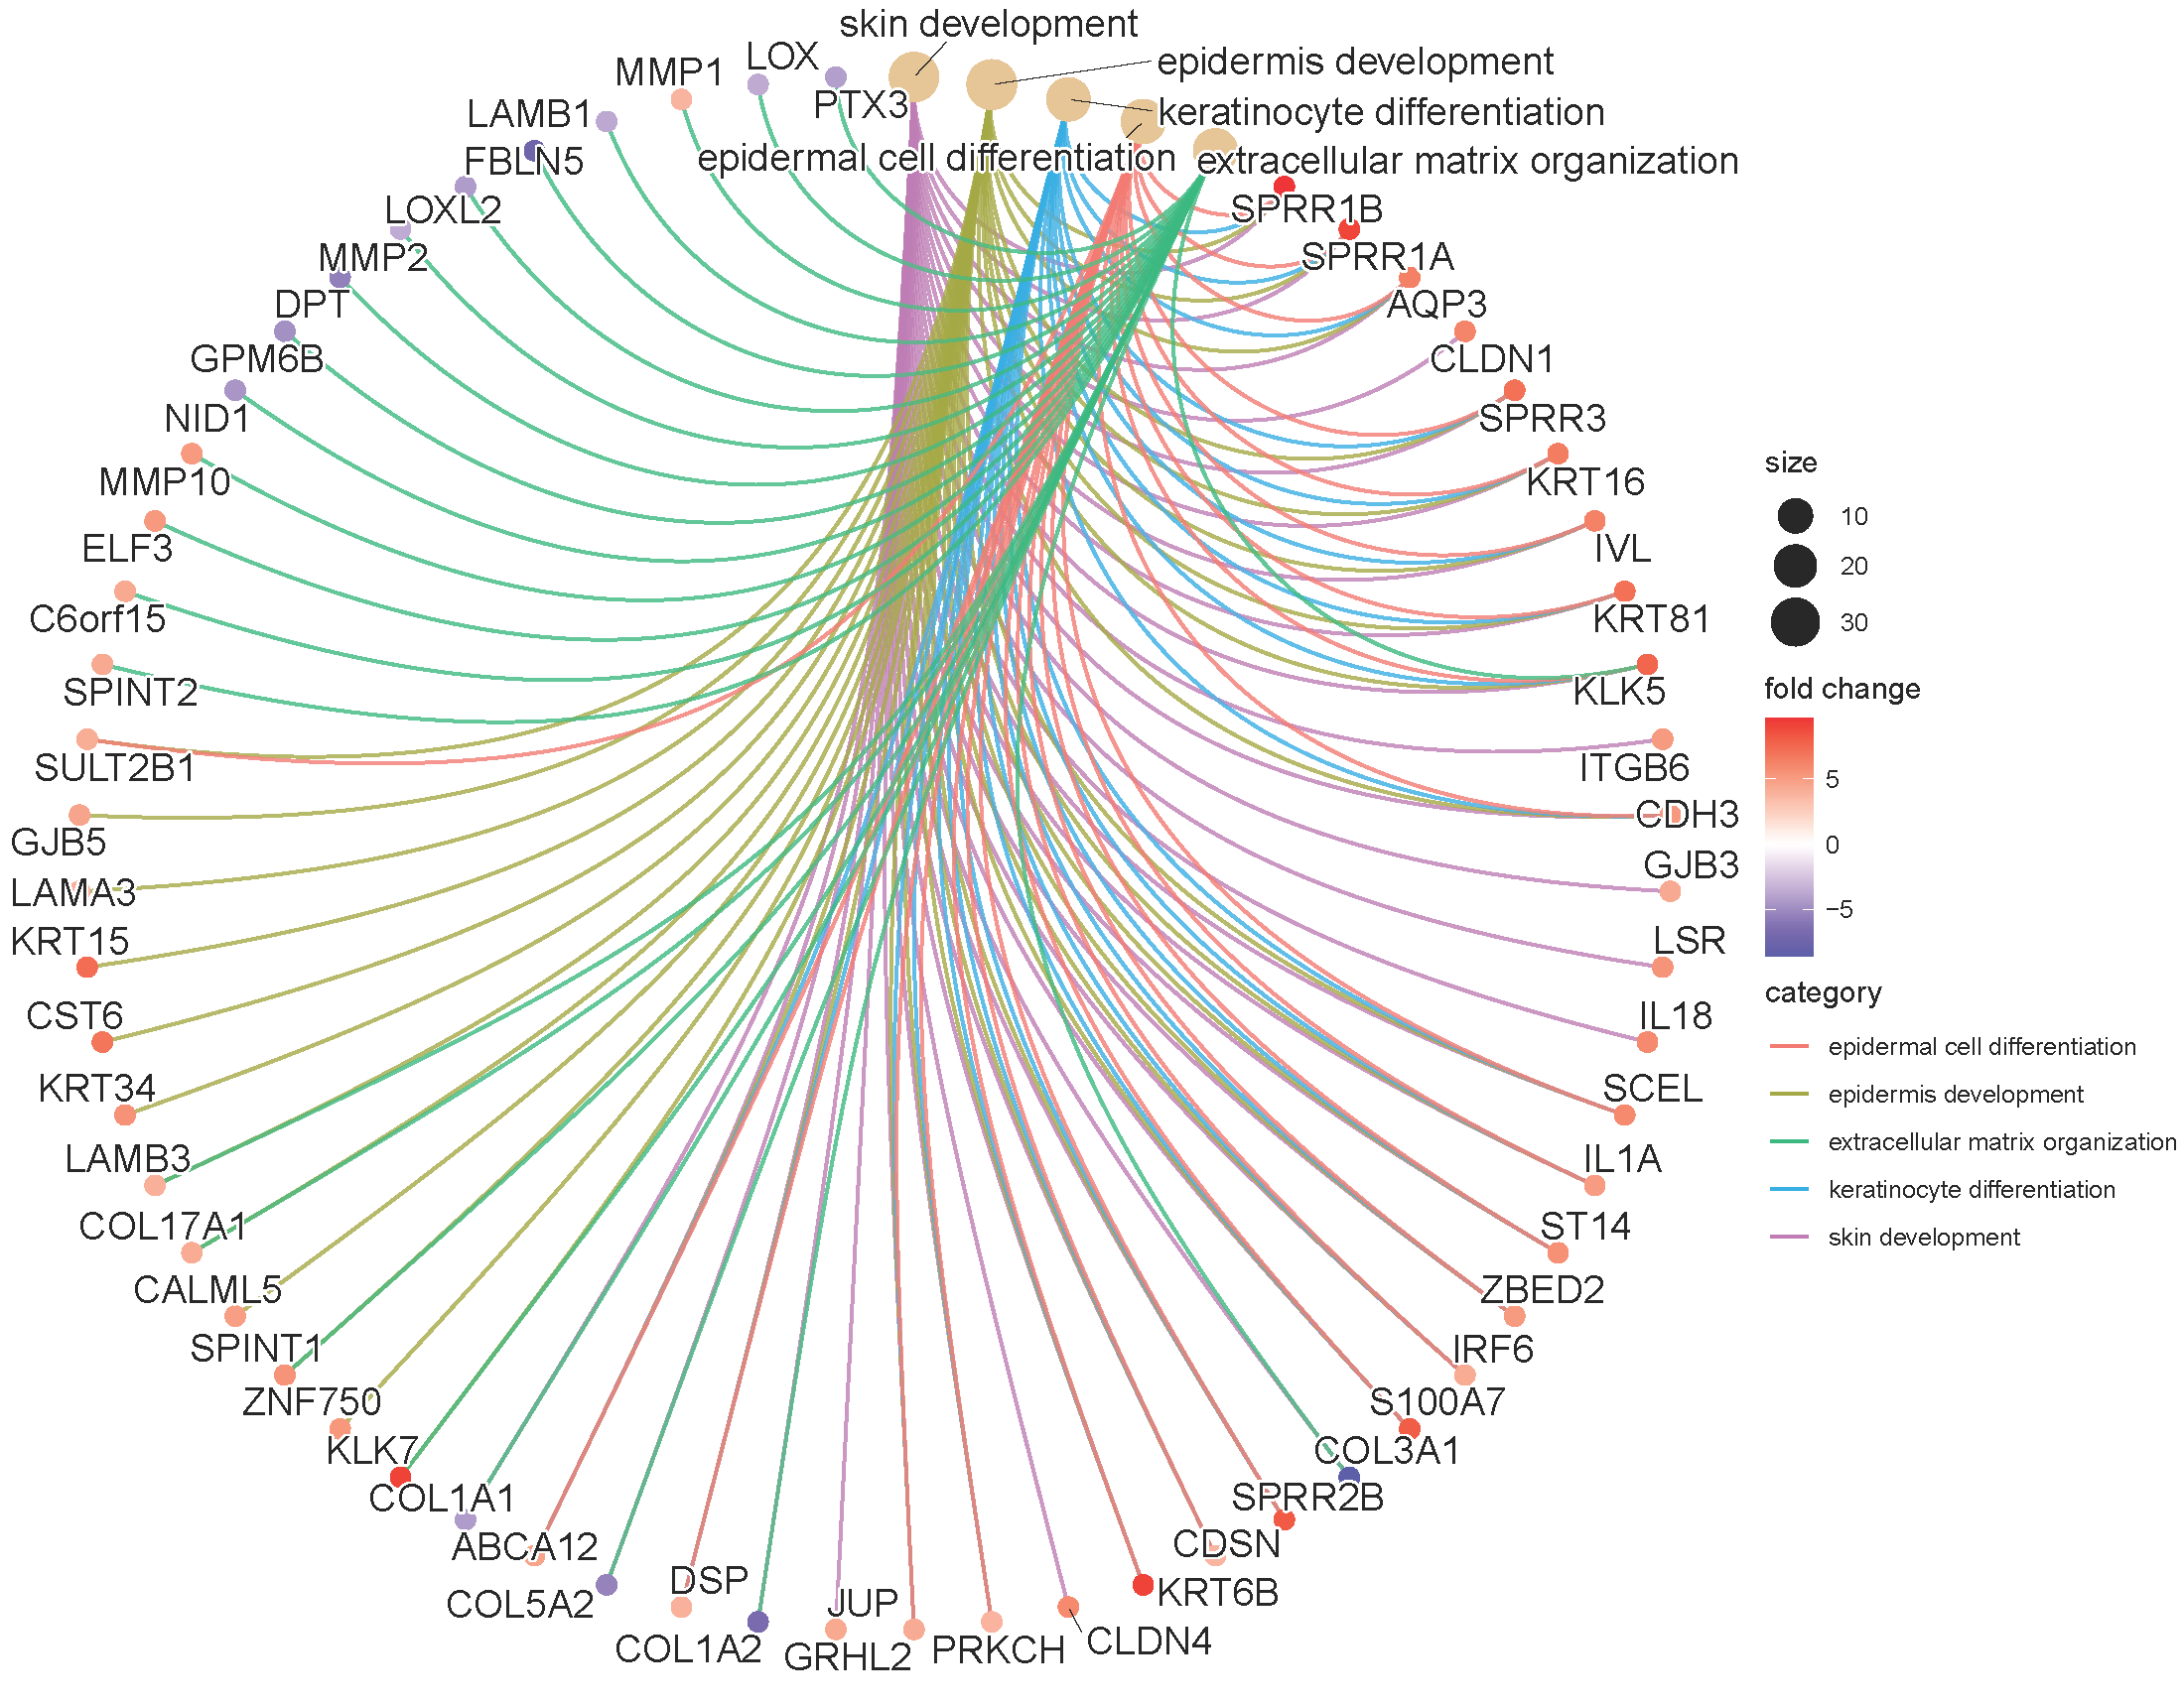 skin development
epidermis development
keratinocyte differentiation
epidermal cell differentiation
extracellular matrix organization
SPRR1B
SPRR1A
AQP3
CLDN1
SPRR3
KRT16
IVL
KRT81
KLK5
ITGB6
CDH3
GJB3
LSR
IL18
SCEL
IL1A
ST14
ZBED2
IRF6
S100A7
COL3A1
SPRR2B
CDSN
KRT6B
CLDN4
PRKCH
JUP
GRHL2
COL1A2
DSP
COL5A2
ABCA12
COL1A1
KLK7
ZNF750
SPINT1
CALML5
COL17A1
LAMB3
KRT34
CST6
KRT15
LAMA3
GJB5
SULT2B1
SPINT2
C6orf15
ELF3
MMP10
NID1
GPM6B
DPT
MMP2
LOXL2
FBLN5
LAMB1
MMP1
LOX
PTX3
size
10
20
30
fold change
5
0
−5
category
epidermal cell differentiation
epidermis development
extracellular matrix organization
keratinocyte differentiation
skin development